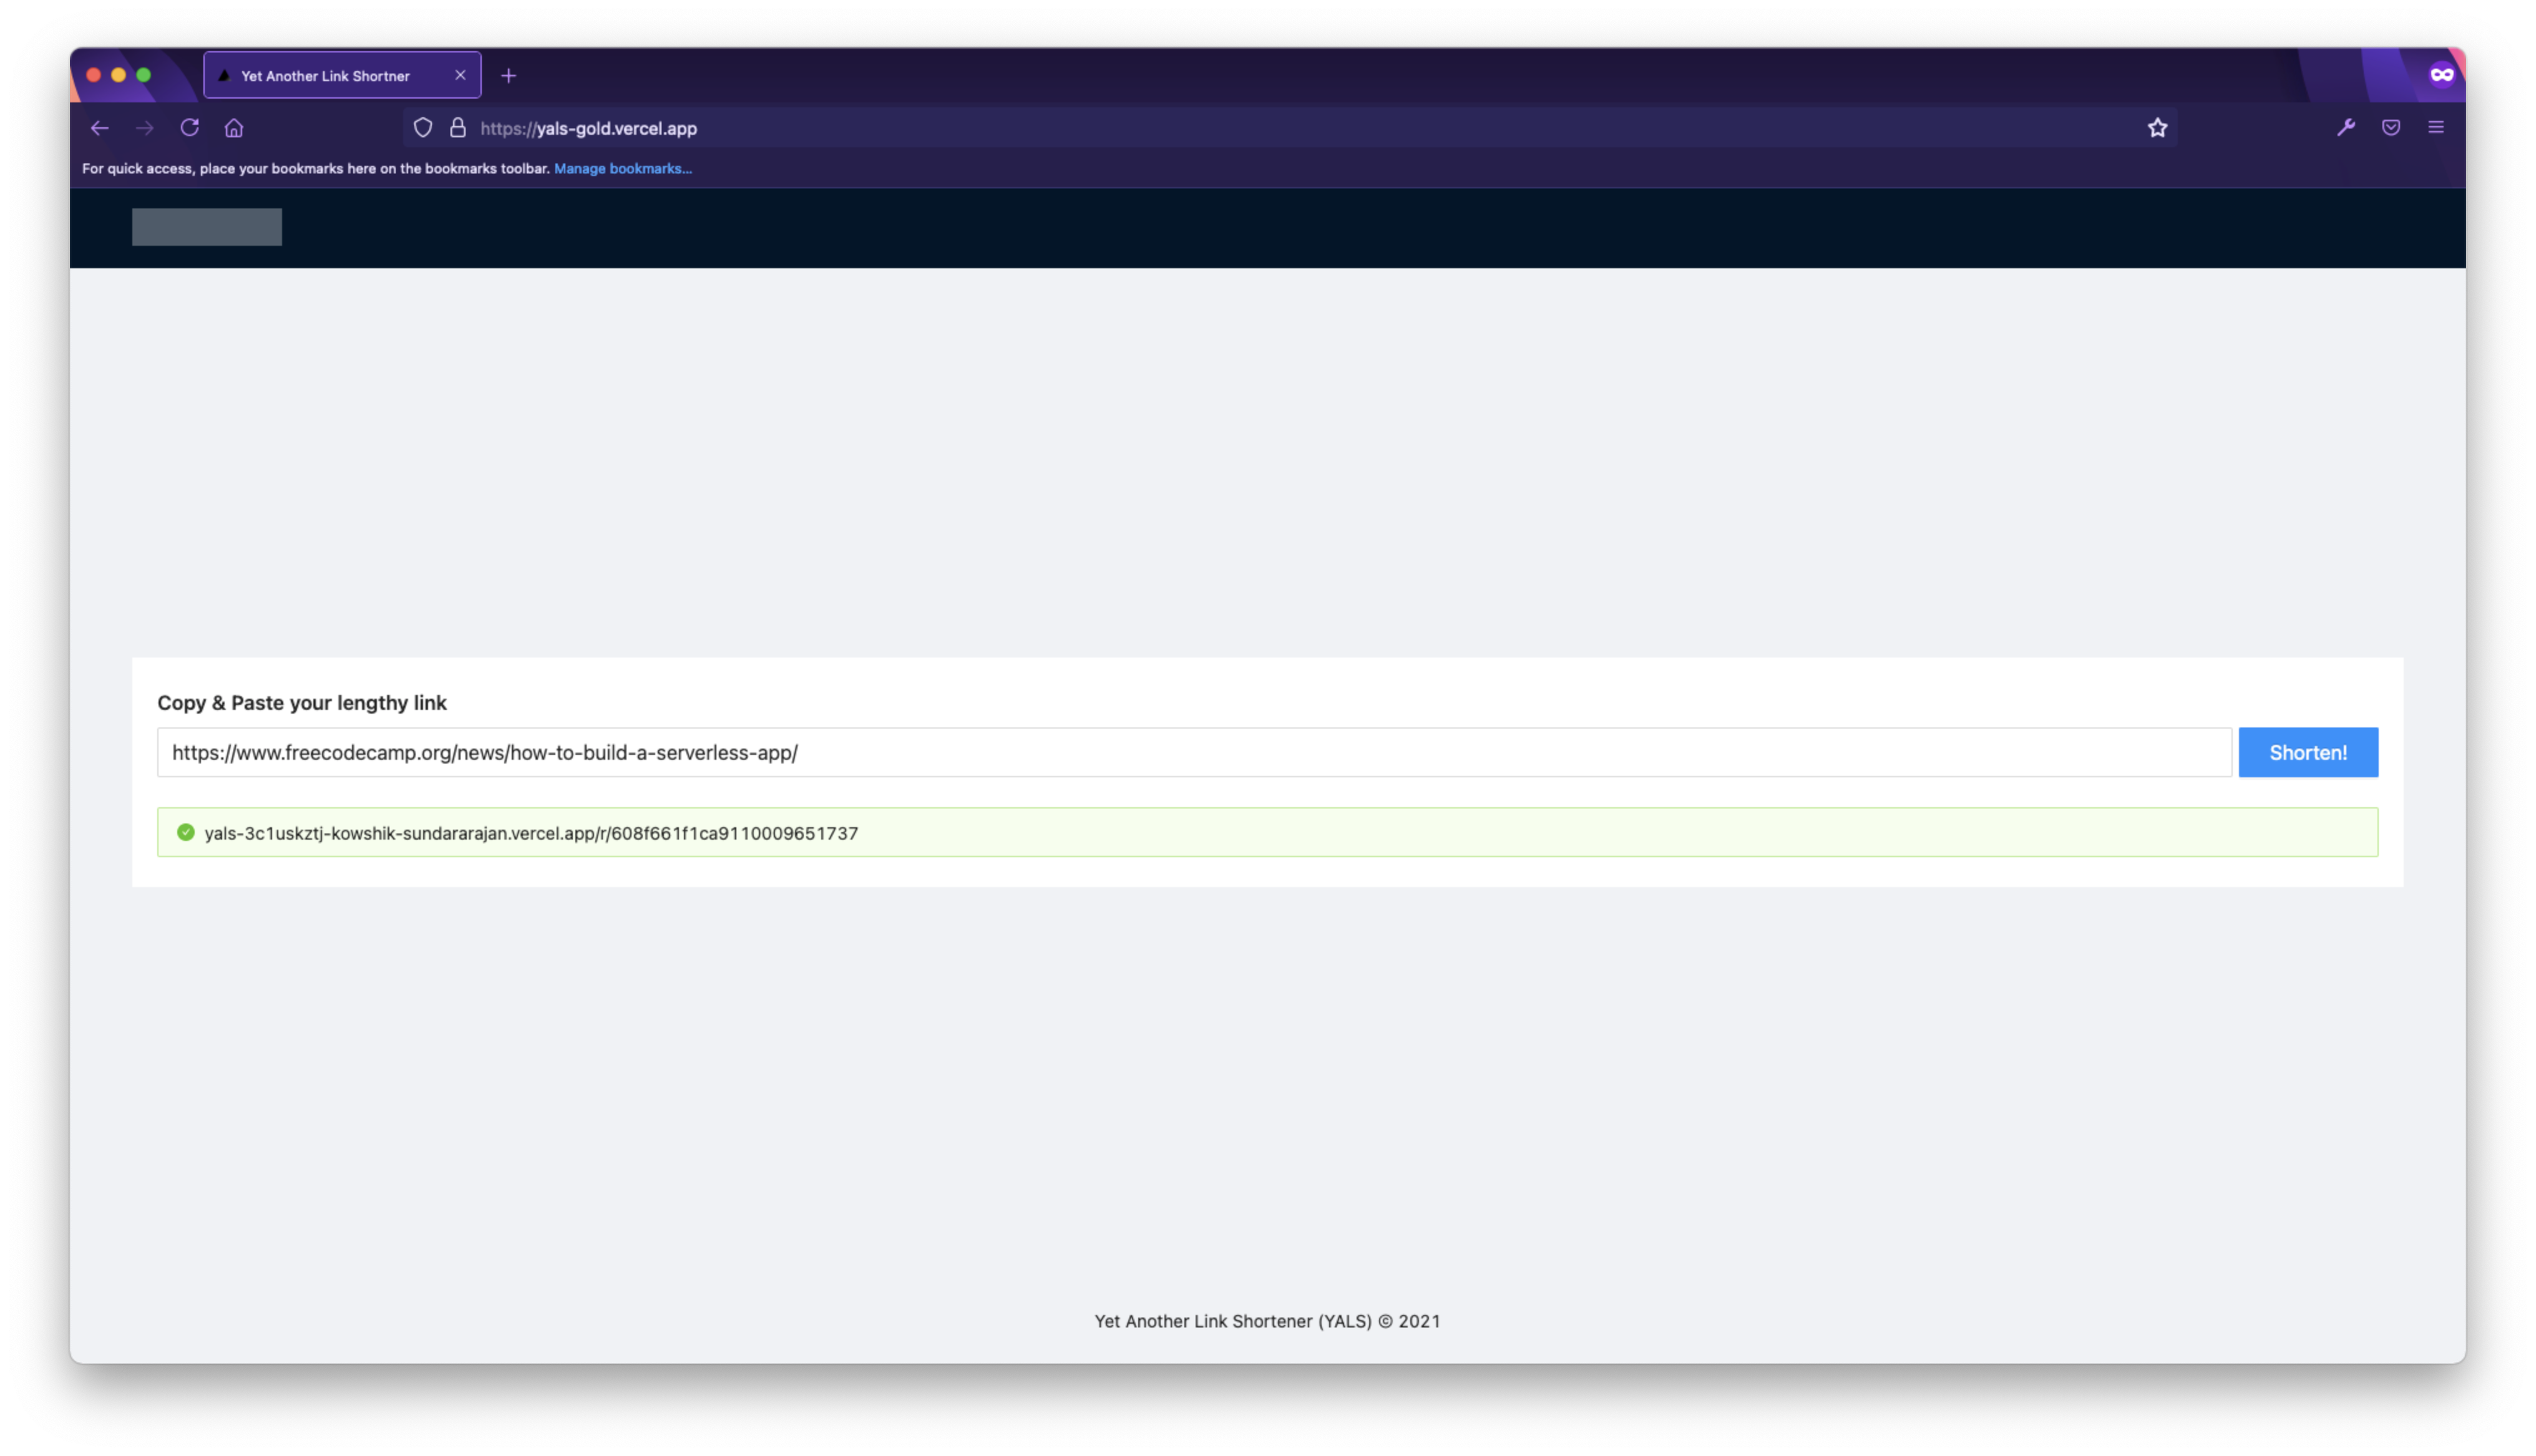 Yet Another Link Shortner
https://yals-gold.vercel.app
For quick access, place your bookmarks here on the bookmarks toolbar. Manage bookmarks...
Copy & Paste your lengthy link
https://www.freecodecamp.org/news/how-to-build-a-serverless-app/
Shorten!
yals-3c1uskztj-kowshik-sundararajan.vercel.app/r/608f661f1ca9110009651737
Yet Another Link Shortener (YALS) © 2021